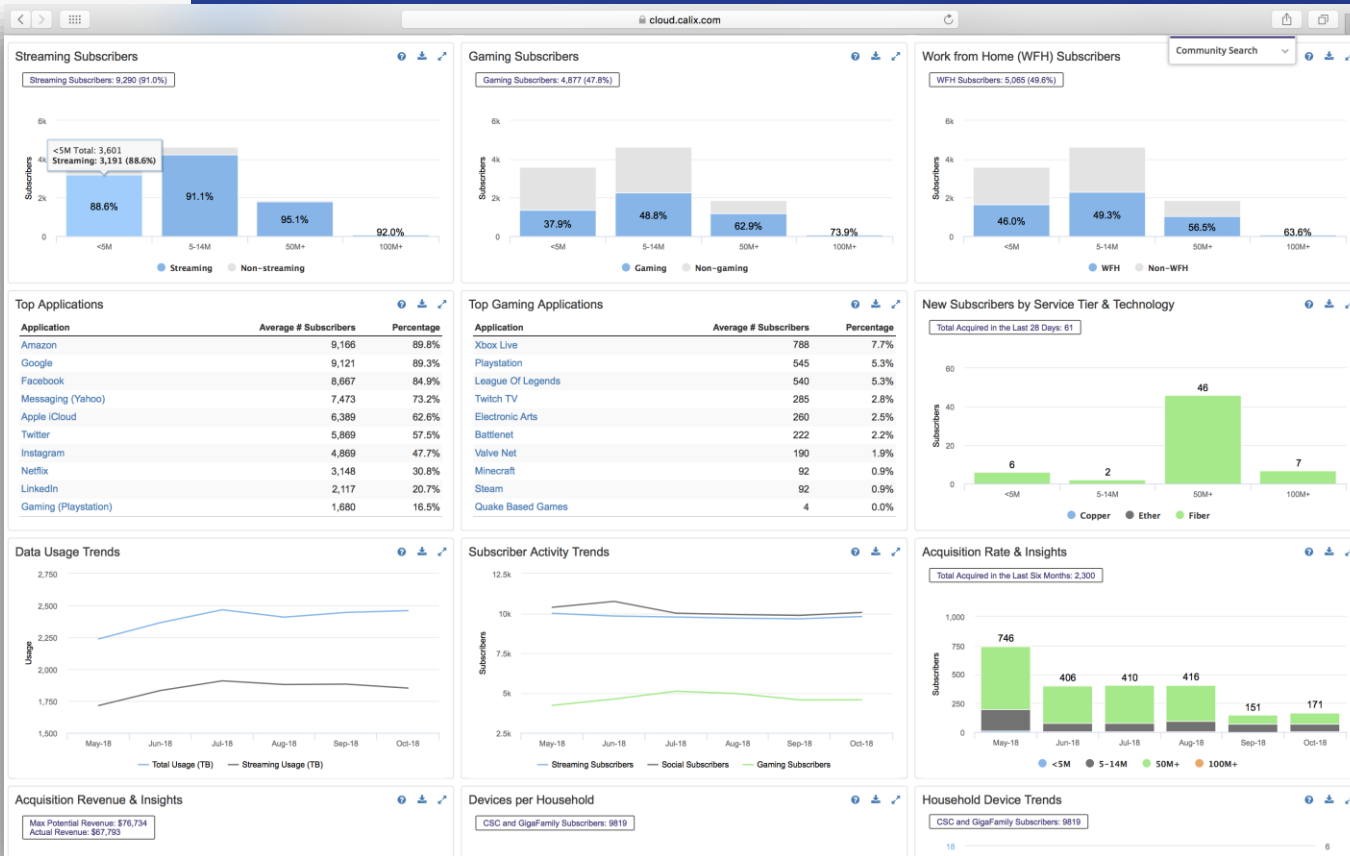 cloud.calix.com
Community Search
Streaming Subscribers
Streaming Subscribers: 9,290 (91.0%)
6k
4k
2k
0
Subscribers
<5M Total: 3,601
Streaming: 3,191 (88.6%)
88.6%
91.1%
95.1%
92.0%
<5M
5-14M
50M+
100M+
Streaming
Non-streaming
Gaming Subscribers
Gaming Subscribers: 4,877 (47.8%)
6k
4k
2k
0
Subscribers
37.9%
48.8%
62.9%
73.9%
<5M
5-14M
50M+
100M+
Gaming
Non-gaming
Work from Home (WFH) Subscribers
WFH Subscribers: 5,065 (49.6%)
6k
4k
2k
0
Subscribers
46.0%
49.3%
56.5%
63.6%
<5M
5-14M
50M+
100M+
WFH
Non-WFH
Top Applications
Application Average # Subscribers Percentage
Amazon 9,166 89.8%
Google 9,121 89.3%
Facebook 8,667 84.9%
Messaging (Yahoo) 7,473 73.2%
Apple iCloud 6,389 62.6%
Twitter 5,869 57.5%
Instagram 4,869 47.7%
Netflix 3,148 30.8%
LinkedIn 2,117 20.7%
Gaming (Playstation) 1,680 16.5%
Top Gaming Applications
Application Average # Subscribers Percentage
Xbox Live 788 7.7%
Playstation 545 5.3%
League Of Legends 540 5.3%
Twitch TV 285 2.8%
Electronic Arts 260 2.5%
Battlenet 222 2.2%
Valve Net 190 1.9%
Minecraft 92 0.9%
Steam 92 0.9%
Quake Based Games 4 0.0%
New Subscribers by Service Tier & Technology
Total Acquired in the Last 28 Days: 61
60
40
20
0
Subscribers
6
2
46
7
<5M
5-14M
50M+
100M+
Copper
Ether
Fiber
Data Usage Trends
2,750
2,500
2,250
2,000
1,750
1,500
Usage
May-18
Jun-18
Jul-18
Aug-18
Sep-18
Oct-18
Total Usage (TB)
Streaming Usage (TB)
Subscriber Activity Trends
12.5k
10k
7.5k
5k
2.5k
Subscribers
May-18
Jun-18
Jul-18
Aug-18
Sep-18
Oct-18
Streaming Subscribers
Social Subscribers
Gaming Subscribers
Acquisition Rate & Insights
Total Acquired in the Last Six Months: 2,300
1,000
750
500
250
0
Subscribers
746
406
410
416
151
171
May-18
Jun-18
Jul-18
Aug-18
Sep-18
Oct-18
<5M
5-14M
50M+
100M+
Acquisition Revenue & Insights
Max Potential Revenue: $76,734
Actual Revenue: $67,793
Devices per Household
CSC and GigaFamily Subscribers: 9819
Household Device Trends
CSC and GigaFamily Subscribers: 9819
18
6